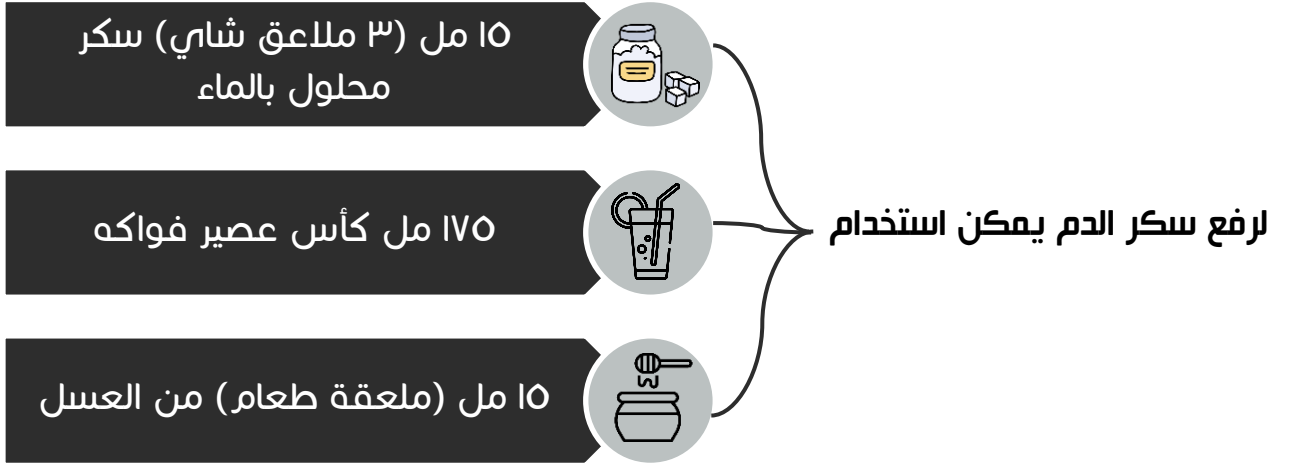 لرفع سكر الدم يمكن استخدام
١٥ مل (٣ ملاعق شاي) سكر
محلول بالماء
١٧٥ مل كأس عصير فواكه
١٥ مل (ملعقة طعام) من العسل